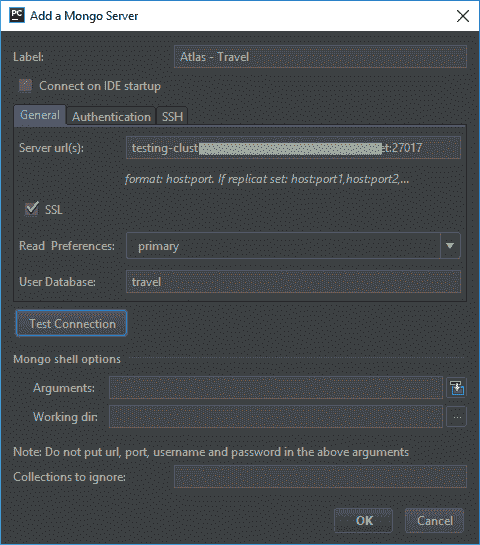 PC Add a Mongo Server
Label: Atlas - Travel
Connect on IDE startup
General Authentication SSH
Server url(s): testing-clust et:27017
format: host:port. If replicat set: host:port1,host:port2,...
SSL
Read Preferences: primary
User Database: travel
Test Connection
Mongo shell options
Arguments:
Working dir: ...
Note: Do not put url, port, username and password in the above arguments
Collections to ignore:
OK Cancel